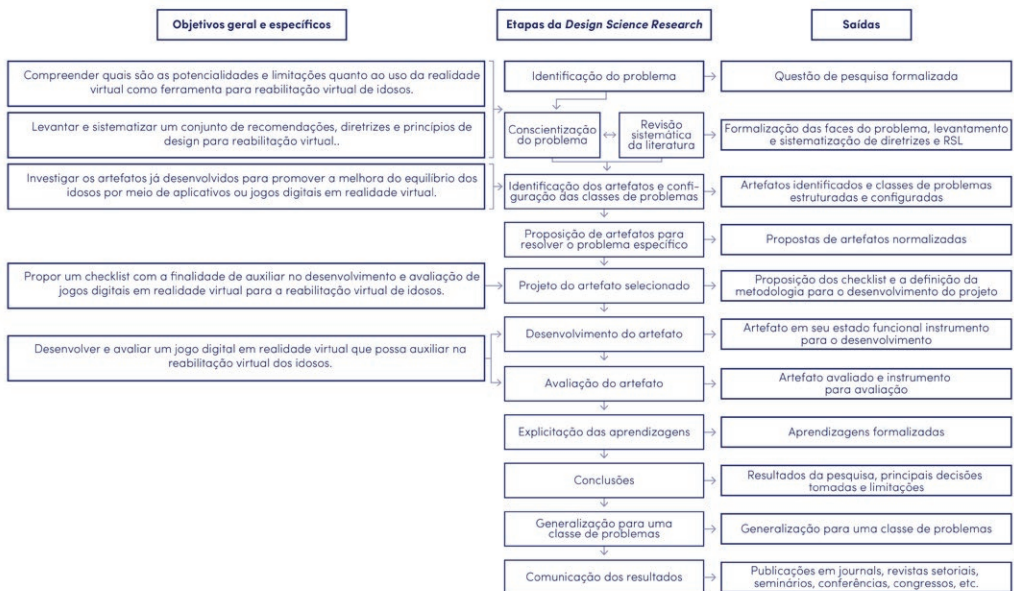 Objetivos geral e específicos
Etapas da Design Science Research
Saídas
Compreender quais são as potencialidades e limitações quanto ao uso da realidade
virtual como ferramenta para reabilitação virtual de idosos.
Identificação do problema
Questão de pesquisa formalizada
Levantar e sistematizar um conjunto de recomendações, diretrizes e princípios de
design para reabilitação virtual..
Conscientização
do problema
Revisão
sistemática
da literatura
Formalização das faces do problema, levantamento
e sistematização de diretrizes e RSL
Investigar os artefatos já desenvolvidos para promover a melhora do equilíbrio dos
idosos por meio de aplicativos ou jogos digitais em realidade virtual.
Identificação dos artefatos e confi-
guração das classes de problemas
Artefatos identificados e classes de problemas
estruturadas e configuradas
Proposição de artefatos para
resolver o problema específico
Propostas de artefatos normalizadas
Propor um checklist com a finalidade de auxiliar no desenvolvimento e avaliação de
jogos digitais em realidade virtual para a reabilitação virtual de idosos.
Projeto do artefato selecionado
Proposição dos checklist e a definição da
metodologia para o desenvolvimento do projeto
Desenvolver e avaliar um jogo digital em realidade virtual que possa auxiliar na
reabilitação virtual dos idosos.
Desenvolvimento do artefato
Artefato em seu estado funcional instrumento
para o desenvolvimento
Avaliação do artefato
Artefato avaliado e instrumento
para avaliação
Explicitação das aprendizagens
Aprendizagens formalizadas
Conclusões
Resultados da pesquisa, principais decisões
tomadas e limitações
Generalização para uma
classe de problemas
Generalização para uma classe de problemas
Comunicação dos resultados
Publicações em journals, revistas setoriais,
seminários, conferências, congressos, etc.